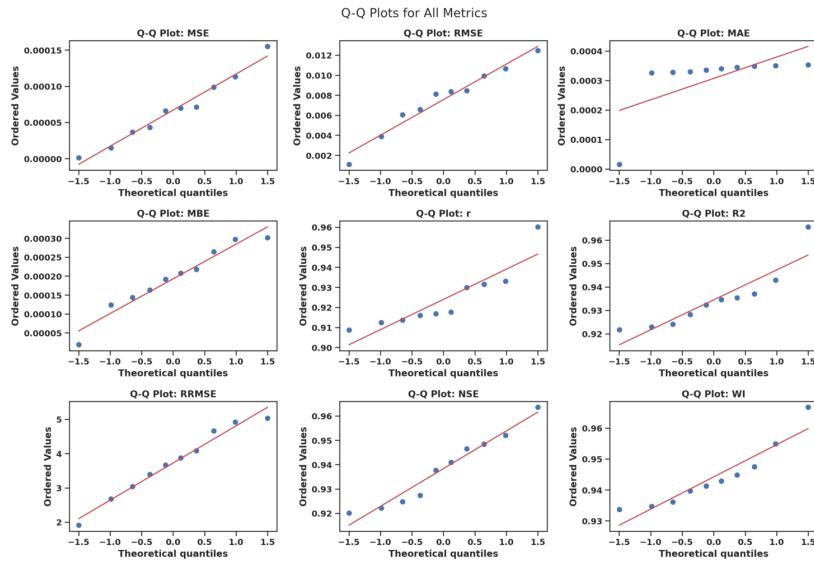 Q-Q Plots for All Metrics
Q-Q Plot: MSE
Ordered Values
0.00015
0.00010
0.00005
0.00000
−1.5 −1.0 −0.5 0.0 0.5 1.0 1.5
Theoretical quantiles
Q-Q Plot: RMSE
Ordered Values
0.012
0.010
0.008
0.006
0.004
0.002
−1.5 −1.0 −0.5 0.0 0.5 1.0 1.5
Theoretical quantiles
Q-Q Plot: MAE
Ordered Values
0.0004
0.0003
0.0002
0.0001
0.0000
−1.5 −1.0 −0.5 0.0 0.5 1.0 1.5
Theoretical quantiles
Q-Q Plot: MBE
Ordered Values
0.00030
0.00025
0.00020
0.00015
0.00010
0.00005
−1.5 −1.0 −0.5 0.0 0.5 1.0 1.5
Theoretical quantiles
Q-Q Plot: r
Ordered Values
0.96
0.94
0.93
0.92
0.91
0.90
−1.5 −1.0 −0.5 0.0 0.5 1.0 1.5
Theoretical quantiles
Q-Q Plot: R2
Ordered Values
0.96
0.95
0.94
0.93
0.92
−1.5 −1.0 −0.5 0.0 0.5 1.0 1.5
Theoretical quantiles
Q-Q Plot: RRMSE
Ordered Values
5
4
3
2
−1.5 −1.0 −0.5 0.0 0.5 1.0 1.5
Theoretical quantiles
Q-Q Plot: NSE
Ordered Values
0.96
0.95
0.94
0.93
0.92
−1.5 −1.0 −0.5 0.0 0.5 1.0 1.5
Theoretical quantiles
Q-Q Plot: WI
Ordered Values
0.96
0.95
0.94
0.93
−1.5 −1.0 −0.5 0.0 0.5 1.0 1.5
Theoretical quantiles